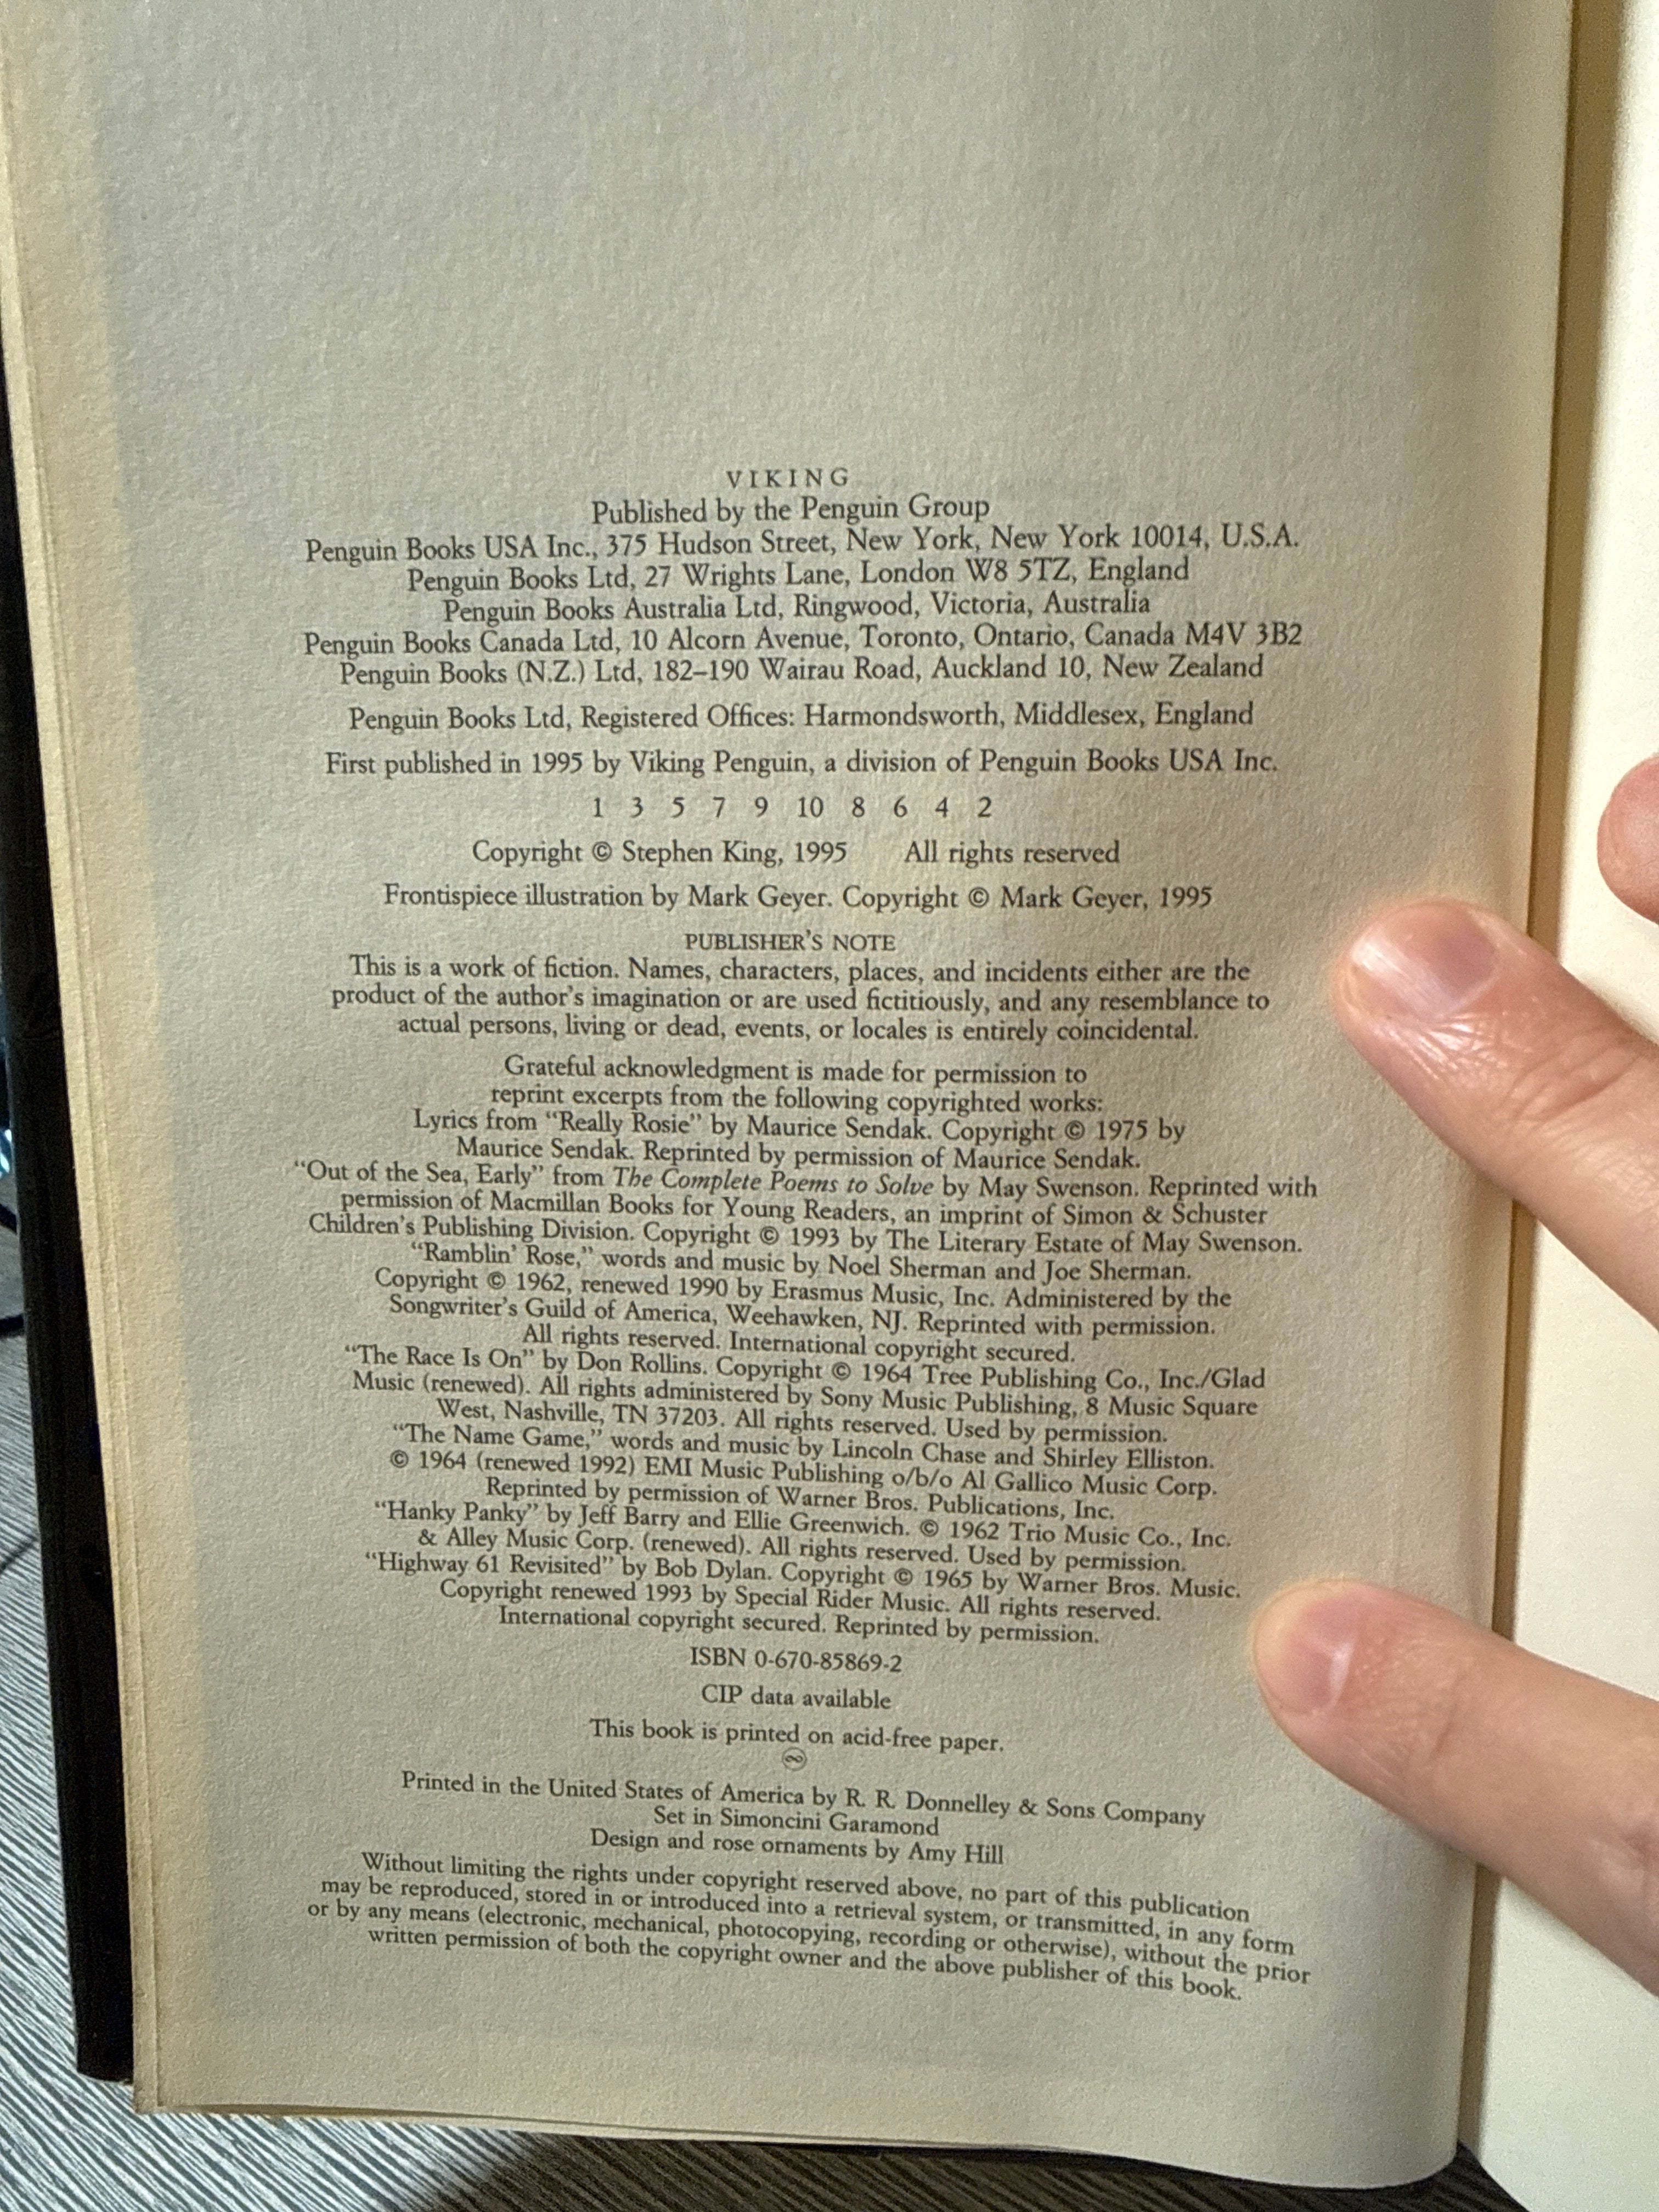 VIKING
Published by the Penguin Group
Penguin Books USA Inc., 375 Hudson Street, New York, New York 10014, U.S.A.
Penguin Books Ltd, 27 Wrights Lane, London W8 5TZ, England
Penguin Books Australia Ltd, Ringwood, Victoria, Australia
Penguin Books Canada Ltd, 10 Alcorn Avenue, Toronto, Ontario, Canada M4V 3B2
Penguin Books (N.Z.) Ltd, 182–190 Wairau Road, Auckland 10, New Zealand
Penguin Books Ltd, Registered Offices: Harmondsworth, Middlesex, England
First published in 1995 by Viking Penguin, a division of Penguin Books USA Inc.
1 3 5 7 9 10 8 6 4 2
Copyright © Stephen King, 1995 All rights reserved
Frontispiece illustration by Mark Geyer. Copyright © Mark Geyer, 1995
PUBLISHER'S NOTE
This is a work of fiction. Names, characters, places, and incidents either are the
product of the author's imagination or are used fictitiously, and any resemblance to
actual persons, living or dead, events, or locales is entirely coincidental.
Grateful acknowledgment is made for permission to
reprint excerpts from the following copyrighted works:
Lyrics from “Really Rosie” by Maurice Sendak. Copyright © 1975 by
Maurice Sendak. Reprinted by permission of Maurice Sendak.
“Out of the Sea, Early” from The Complete Poems to Solve by May Swenson. Reprinted with
permission of Macmillan Books for Young Readers, an imprint of Simon & Schuster
Children's Publishing Division. Copyright © 1993 by The Literary Estate of May Swenson.
“Ramblin' Rose,” words and music by Noel Sherman and Joe Sherman.
Copyright © 1962, renewed 1990 by Erasmus Music, Inc. Administered by the
Songwriter's Guild of America, Weehawken, NJ. Reprinted with permission.
All rights reserved. International copyright secured.
“The Race Is On” by Don Rollins. Copyright © 1964 Tree Publishing Co., Inc./Glad
Music (renewed). All rights administered by Sony Music Publishing, 8 Music Square
West, Nashville, TN 37203. All rights reserved. Used by permission.
“The Name Game,” words and music by Lincoln Chase and Shirley Elliston.
© 1964 (renewed 1992) EMI Music Publishing o/b/o Al Gallico Music Corp.
Reprinted by permission of Warner Bros. Publications, Inc.
“Hanky Panky” by Jeff Barry and Ellie Greenwich. © 1962 Trio Music Co., Inc.
& Alley Music Corp. (renewed). All rights reserved. Used by permission.
“Highway 61 Revisited” by Bob Dylan. Copyright © 1965 by Warner Bros. Music.
Copyright renewed 1993 by Special Rider Music. All rights reserved.
International copyright secured. Reprinted by permission.
ISBN 0-670-85869-2
CIP data available
This book is printed on acid-free paper.
♾
Printed in the United States of America by R. R. Donnelley & Sons Company
Set in Simoncini Garamond
Design and rose ornaments by Amy Hill
Without limiting the rights under copyright reserved above, no part of this publication
may be reproduced, stored in or introduced into a retrieval system, or transmitted, in any form
or by any means (electronic, mechanical, photocopying, recording or otherwise), without the prior
written permission of both the copyright owner and the above publisher of this book.